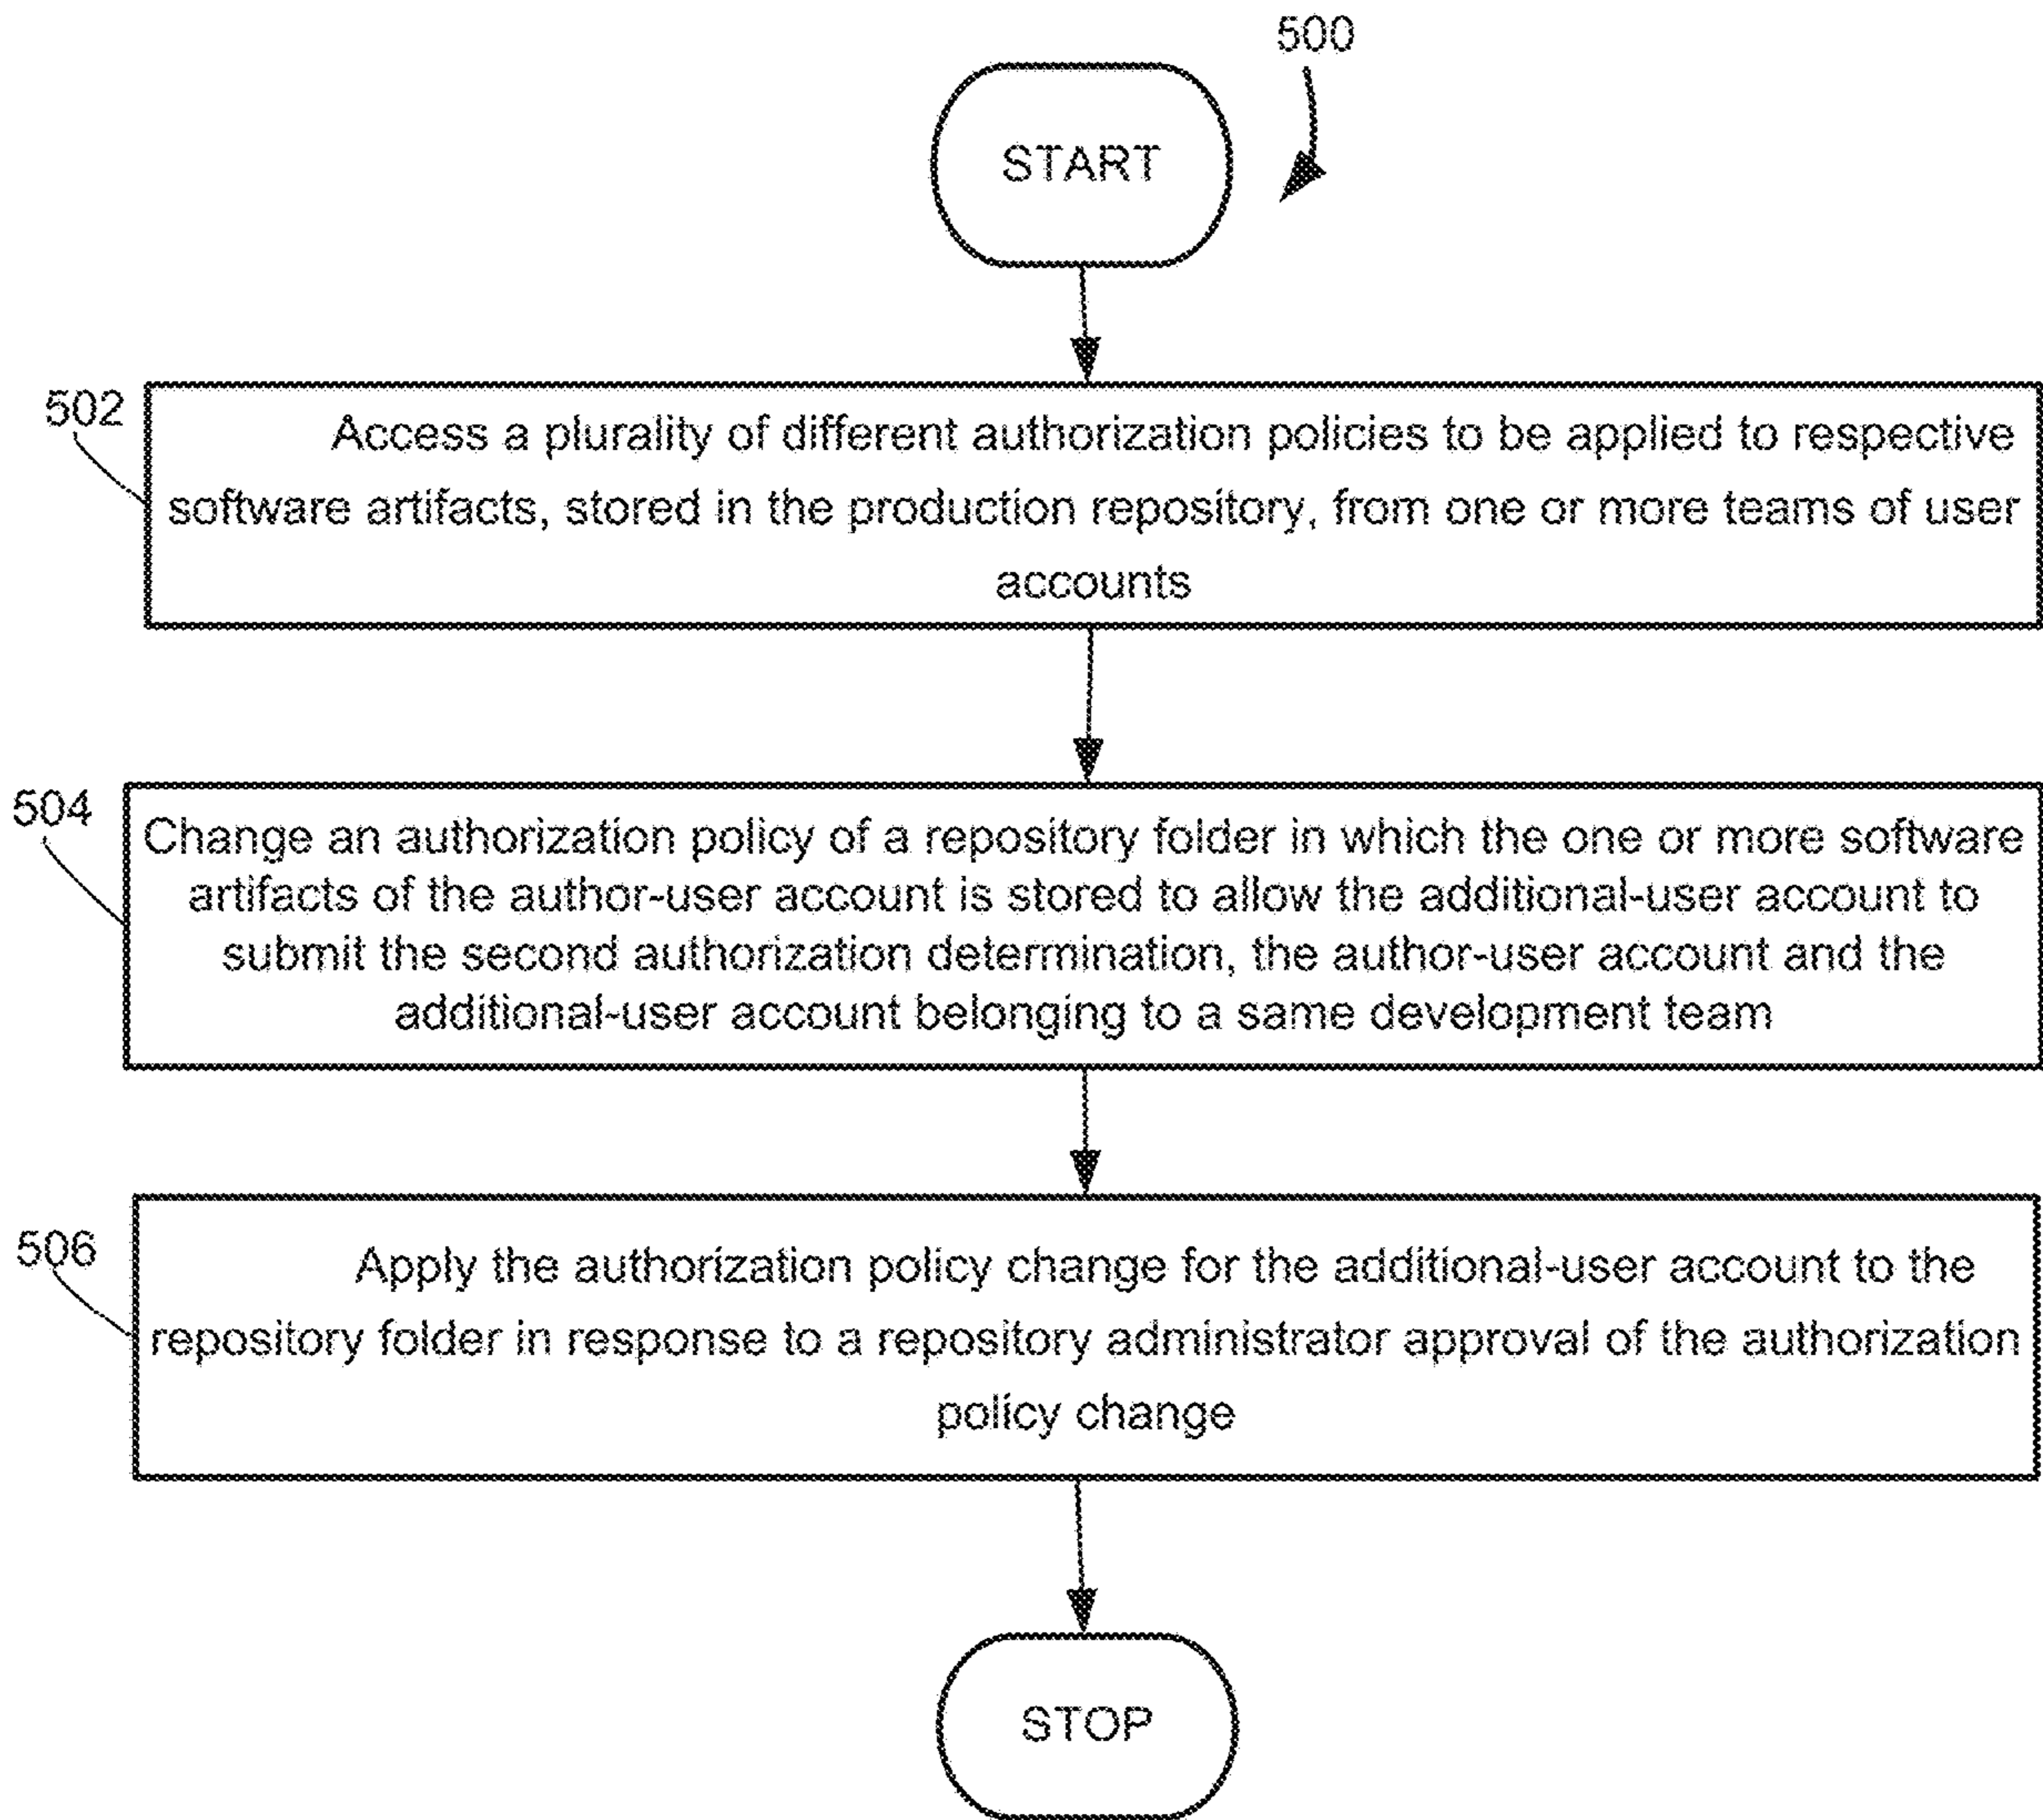 500
START
502
Access a plurality of different authorization policies to be applied to respective
software artifacts, stored in the production repository, from one or more teams of user
accounts
504
Change an authorization policy of a repository folder in which the one or more software
artifacts of the author-user account is stored to allow the additional-user account to
submit the second authorization determination, the author-user account and the
additional-user account belonging to a same development team
506
Apply the authorization policy change for the additional-user account to the
repository folder in response to a repository administrator approval of the authorization
policy change
STOP